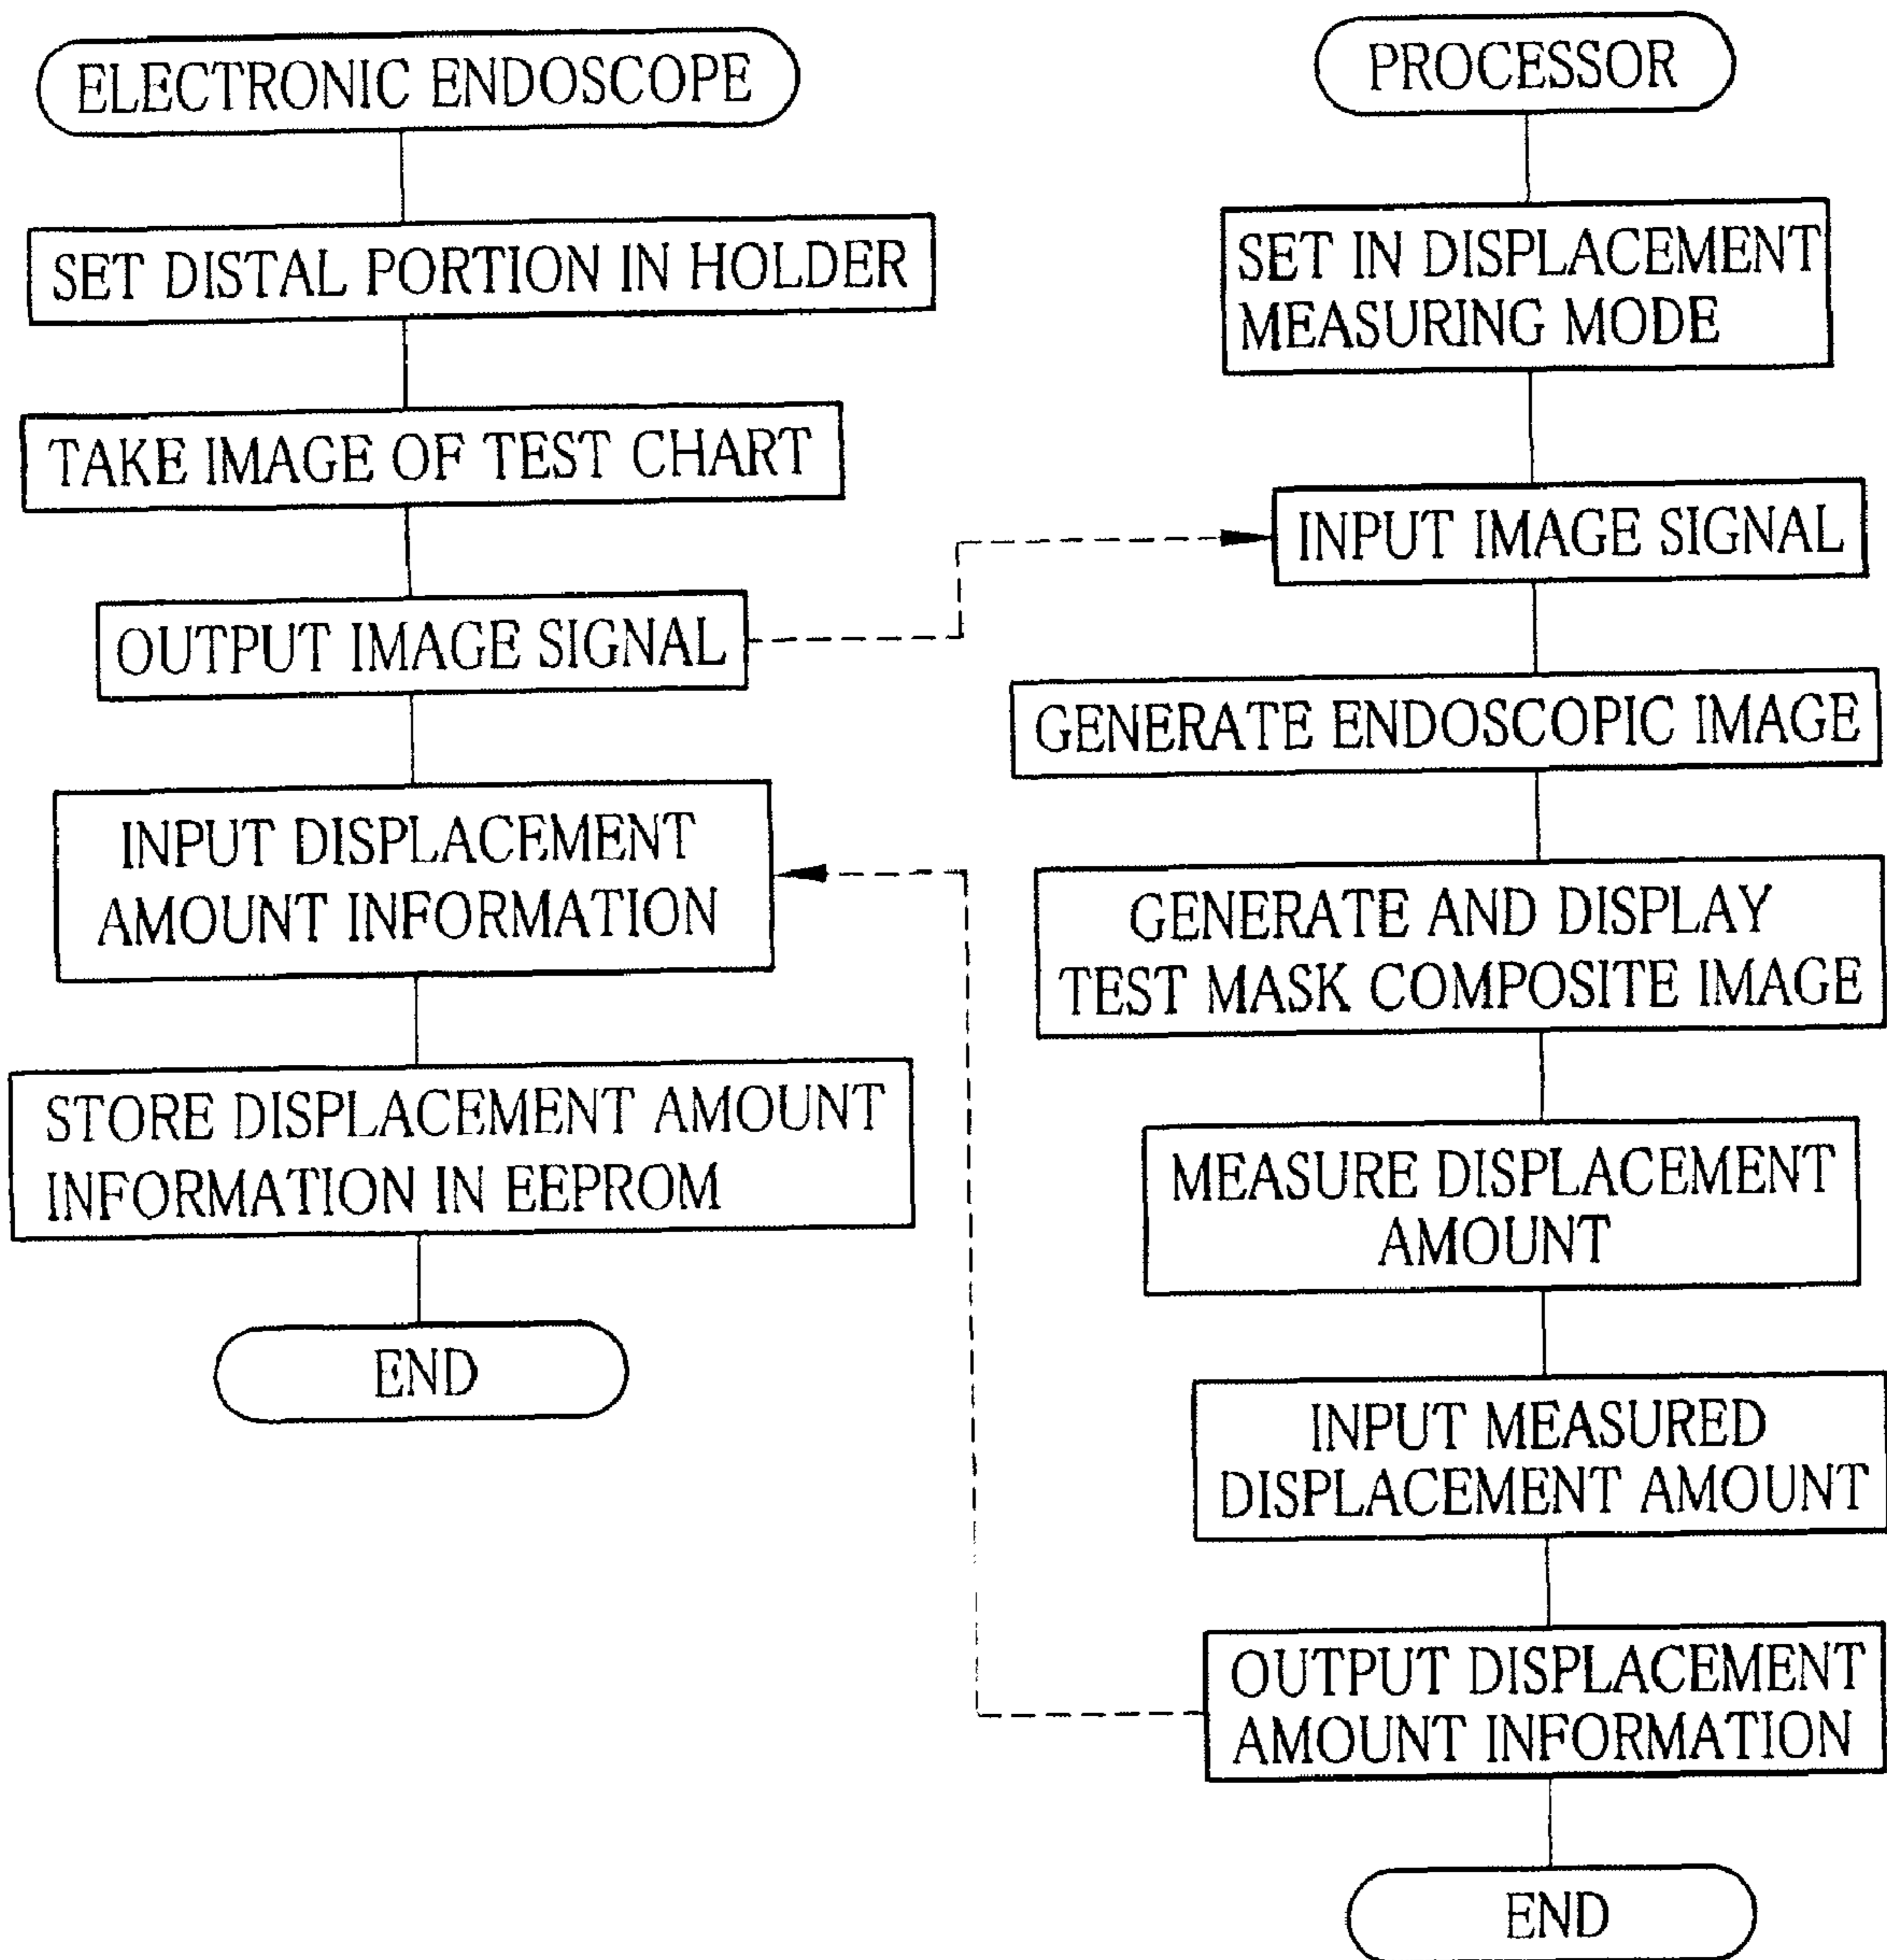 ELECTRONIC ENDOSCOPE
SET DISTAL PORTION IN HOLDER
TAKE IMAGE OF TEST CHART
OUTPUT IMAGE SIGNAL
INPUT DISPLACEMENT
AMOUNT INFORMATION
STORE DISPLACEMENT AMOUNT
INFORMATION IN EEPROM
END
PROCESSOR
SET IN DISPLACEMENT
MEASURING MODE
INPUT IMAGE SIGNAL
GENERATE ENDOSCOPIC IMAGE
GENERATE AND DISPLAY
TEST MASK COMPOSITE IMAGE
MEASURE DISPLACEMENT
AMOUNT
INPUT MEASURED
DISPLACEMENT AMOUNT
OUTPUT DISPLACEMENT
AMOUNT INFORMATION
END